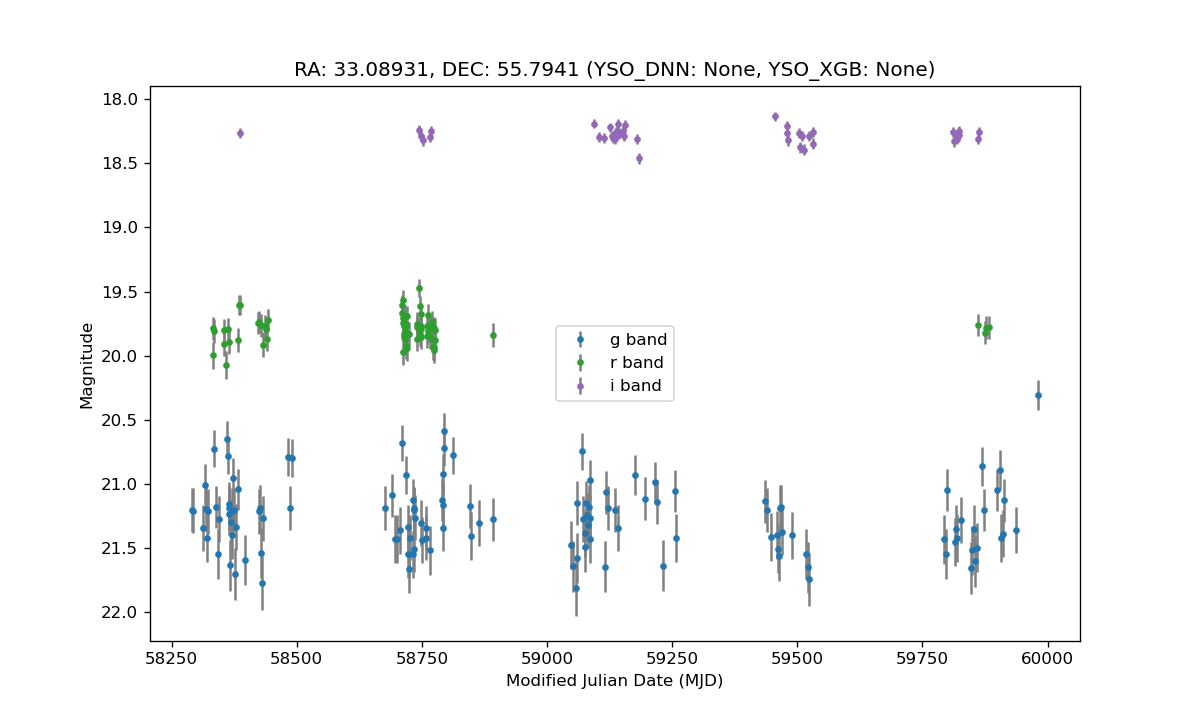 RA: 33.08931, DEC: 55.7941 (YSO_DNN: None, YSO_XGB: None)
Magnitude
18.0
18.5
19.0
19.5
20.0
20.5
21.0
21.5
22.0
g band
r band
i band
58250 58500 58750 59000 59250 59500 59750 60000
Modified Julian Date (MJD)